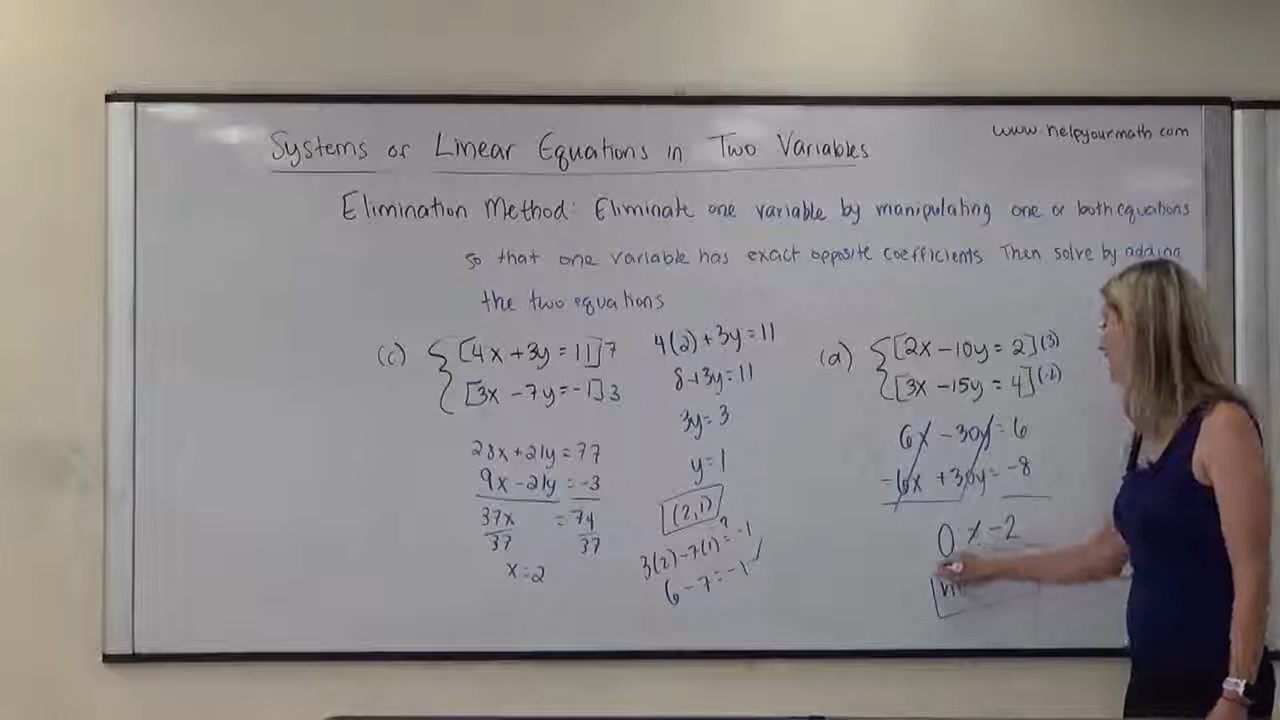 www.helpyourmath.com
Systems of Linear Equations in Two Variables
Elimination Method: Eliminate one variable by manipulating one or both equations
so that one variable has exact opposite coefficients. Then solve by adding
the two equations
(c) [4x + 3y = 11] 7
[3x - 7y = -1] 3
28x + 21y = 77
9x - 21y = -3
37x = 74
37 37
x = 2
4(2) + 3y = 11
8 + 3y = 11
3y = 3
y = 1
(2,1)
3(2) - 7(1) ?= -1
6 - 7 = -1 ✓
(d) [2x - 10y = 2] (3)
[3x - 15y = 4] (-2)
6x - 30y = 6
-6x + 30y = -8
0 ≠ -2